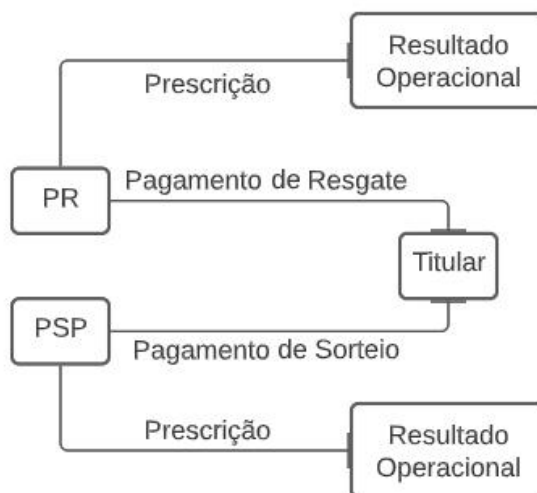 Resultado
Operacional
Prescrição
PR
Pagamento de Resgate
Titular
PSP
Pagamento de Sorteio
Prescrição
Resultado
Operacional